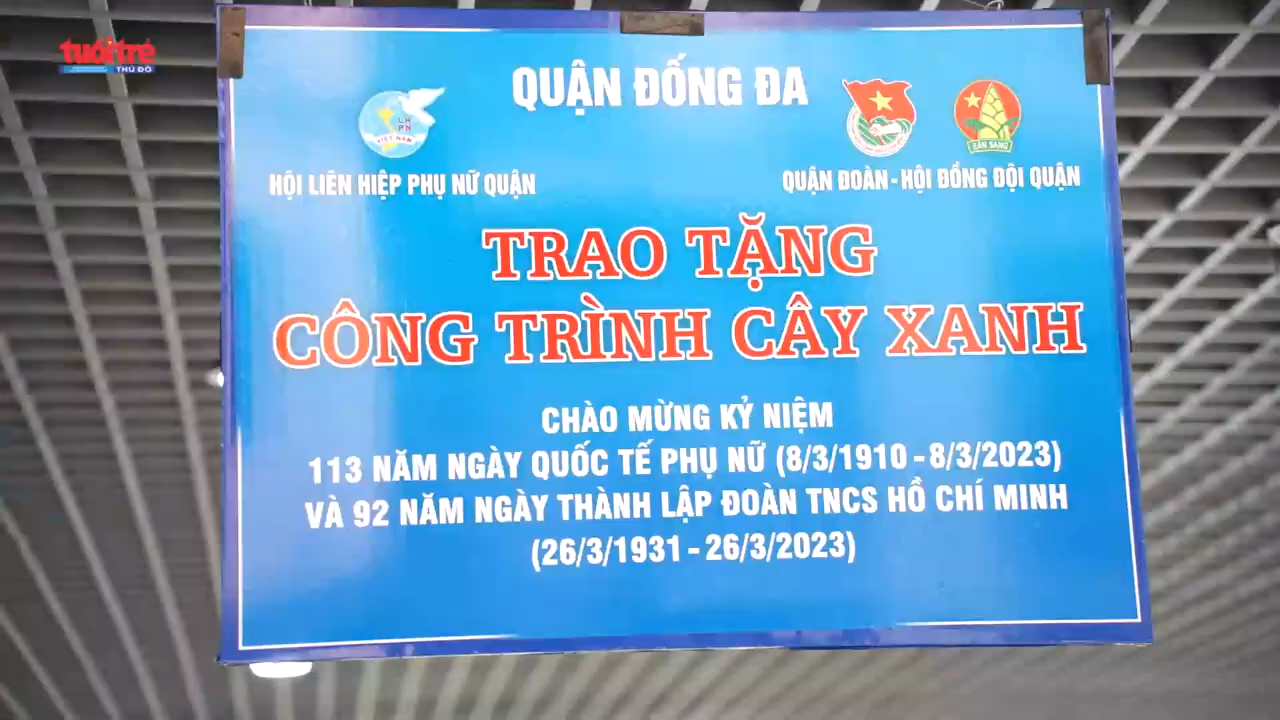 tuổi trẻ
THỦ ĐÔ
QUẬN ĐỐNG ĐA
LH
PN
VIỆT NAM
SẴN SÀNG
HỘI LIÊN HIỆP PHỤ NỮ QUẬN
QUẬN ĐOÀN - HỘI ĐỒNG ĐỘI QUẬN
TRAO TẶNG
CÔNG TRÌNH CÂY XANH
CHÀO MỪNG KỶ NIỆM
113 NĂM NGÀY QUỐC TẾ PHỤ NỮ (8/3/1910 - 8/3/2023)
VÀ 92 NĂM NGÀY THÀNH LẬP ĐOÀN TNCS HỒ CHÍ MINH
(26/3/1931 - 26/3/2023)